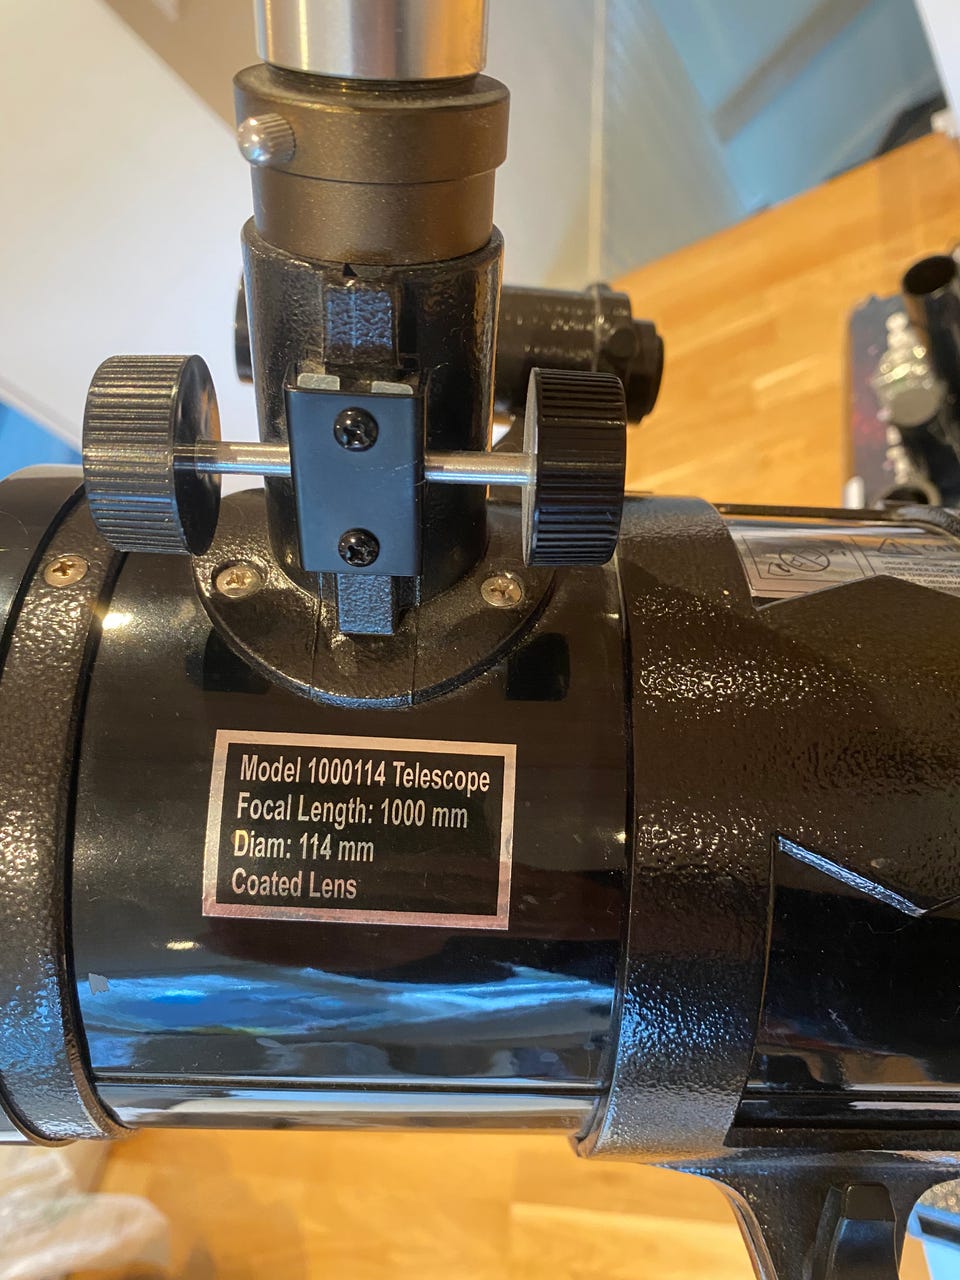 Model 1000114 Telescope
Focal Length: 1000 mm
Diam: 114 mm
Coated Lens